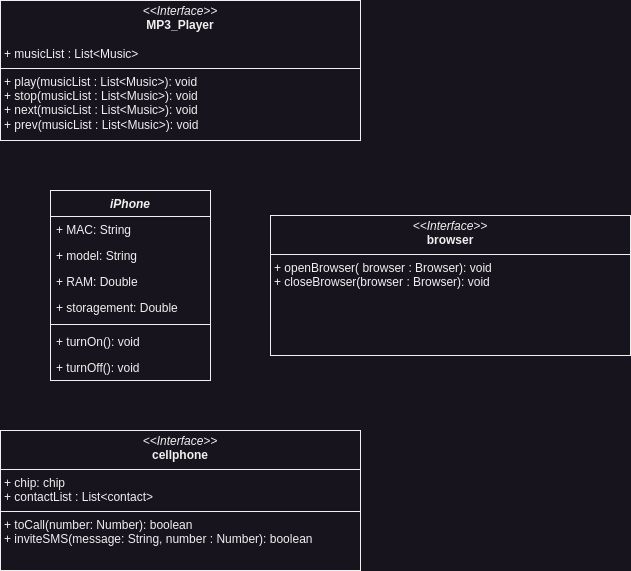 <<Interface>>
MP3_Player
+ musicList : List<Music>
+ play(musicList : List<Music>): void
+ stop(musicList : List<Music>): void
+ next(musicList : List<Music>): void
+ prev(musicList : List<Music>): void
iPhone
+ MAC: String
+ model: String
+ RAM: Double
+ storagement: Double
+ turnOn(): void
+ turnOff(): void
<<Interface>>
browser
+ openBrowser( browser : Browser): void
+ closeBrowser(browser : Browser): void
<<Interface>>
cellphone
+ chip: chip
+ contactList : List<contact>
+ toCall(number: Number): boolean
+ inviteSMS(message: String, number : Number): boolean